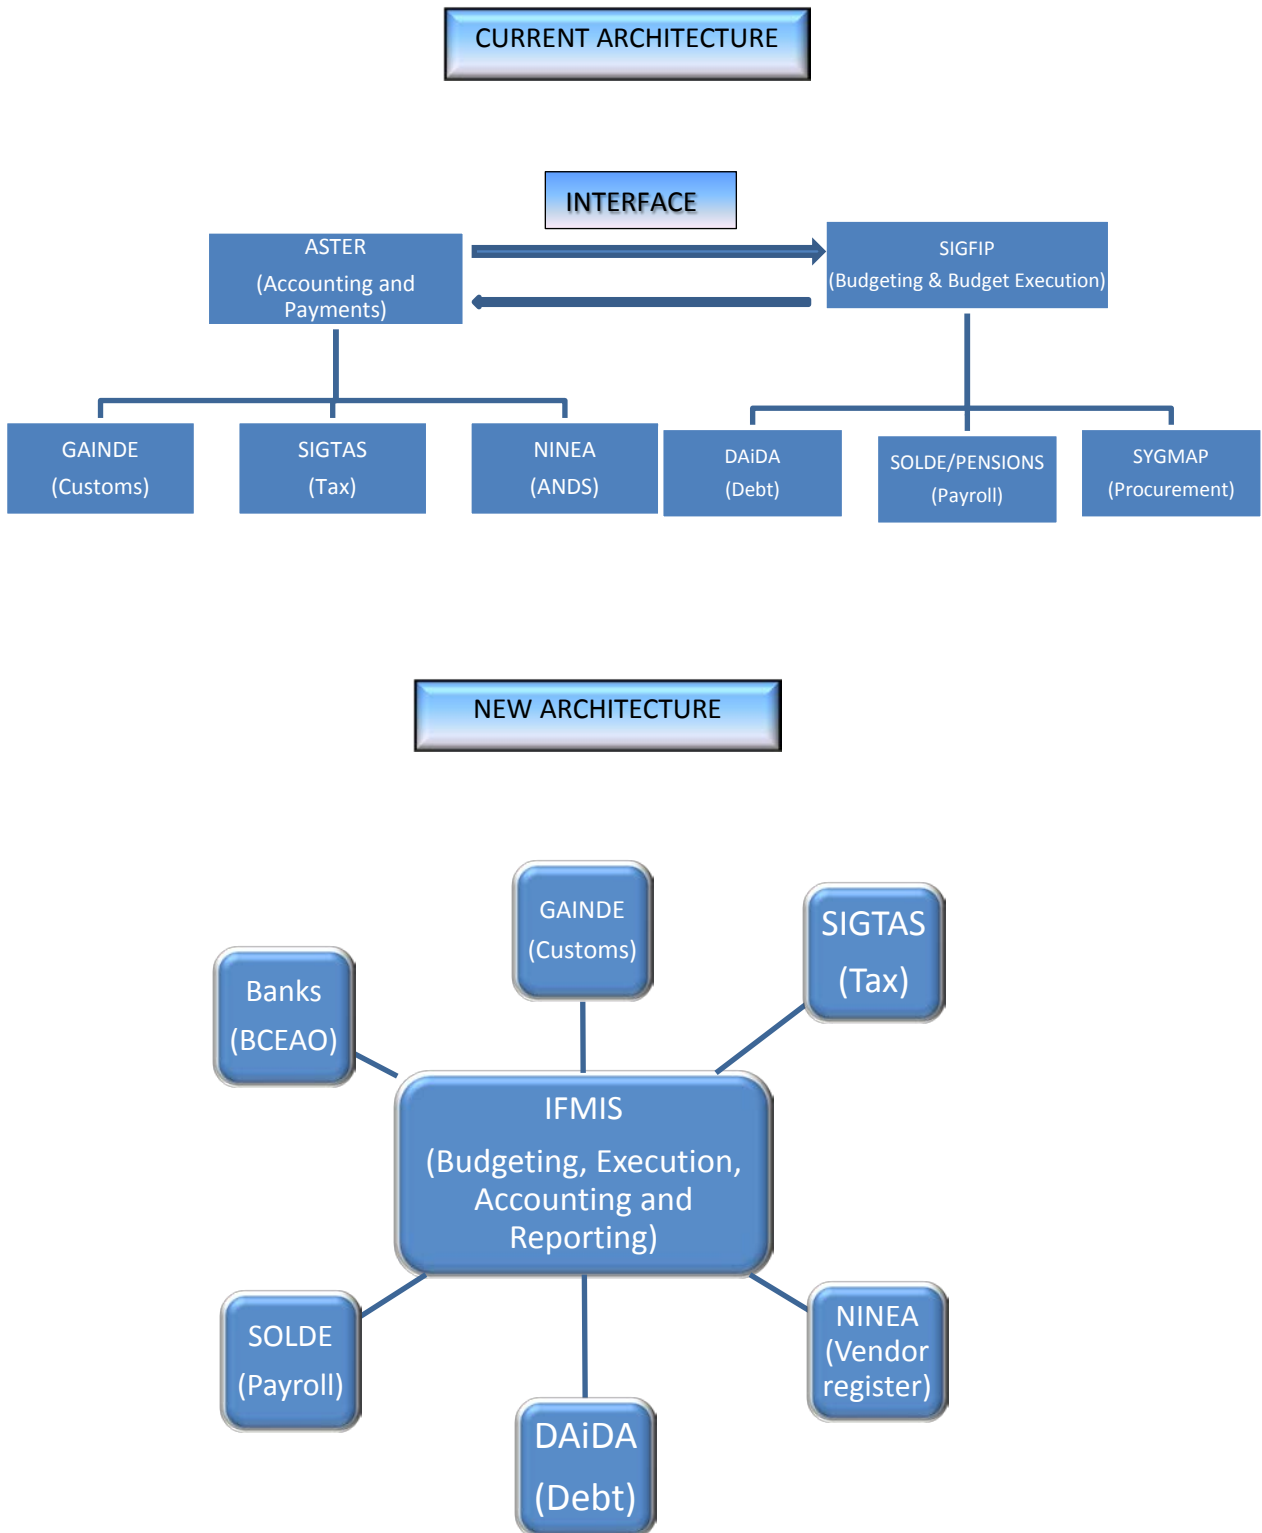 CURRENT ARCHITECTURE
INTERFACE
ASTER
(Accounting and
Payments)
SIGFIP
(Budgeting & Budget Execution)
GAINDE
(Customs)
SIGTAS
(Tax)
NINEA
(ANDS)
DAiDA
(Debt)
SOLDE/PENSIONS
(Payroll)
SYGMAP
(Procurement)
NEW ARCHITECTURE
GAINDE
(Customs)
SIGTAS
(Tax)
Banks
(BCEAO)
IFMIS
(Budgeting, Execution,
Accounting and
Reporting)
SOLDE
(Payroll)
NINEA
(Vendor
register)
DAiDA
(Debt)